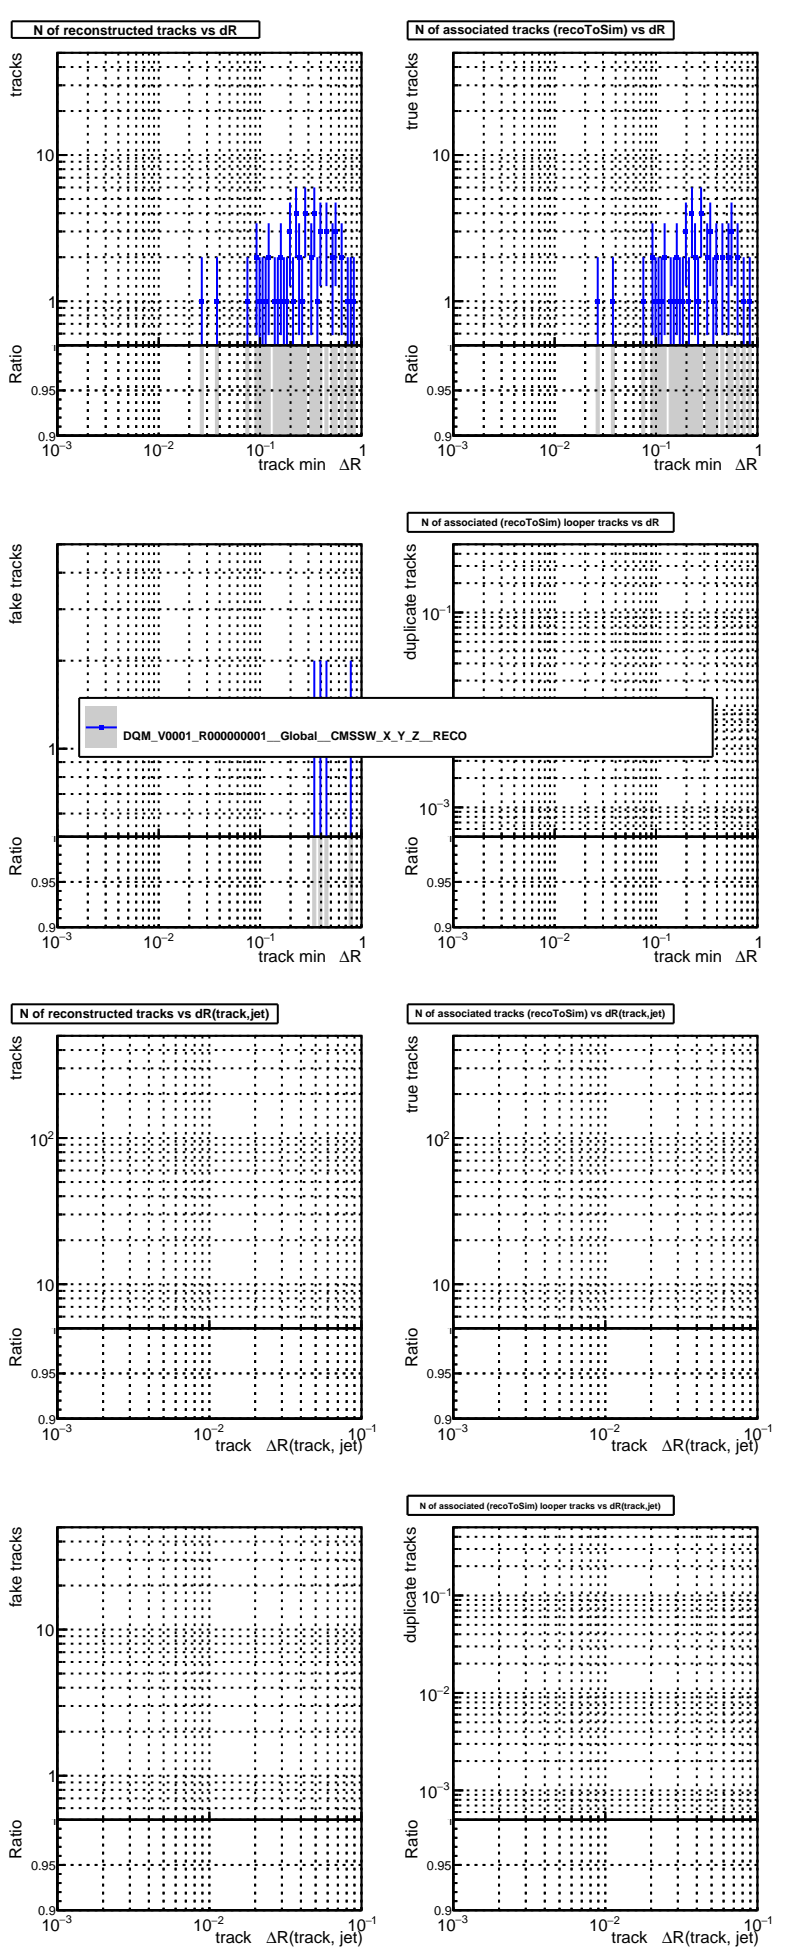 N of reconstructed tracks vs dR
tracks
10
1
Ratio
0.95
0.9
10−3
10−2
10−1
1
track min ΔR
N of associated tracks (recoToSim) vs dR
true tracks
10
1
Ratio
0.95
0.9
10−3
10−2
10−1
1
track min ΔR
fake tracks
1
Ratio
0.95
0.9
10−3
10−2
10−1
1
track min ΔR
N of associated (recoToSim) looper tracks vs dR
duplicate tracks
10−1
10−3
Ratio
0.95
0.9
10−3
10−2
10−1
1
track min ΔR
DQM_V0001_R000000001__Global__CMSSW_X_Y_Z__RECO
N of reconstructed tracks vs dR(track,jet)
tracks
102
10
Ratio
0.95
0.9
10−3
10−2
10−1
track ΔR(track, jet)
N of associated tracks (recoToSim) vs dR(track,jet)
true tracks
102
10
Ratio
0.95
0.9
10−3
10−2
10−1
track ΔR(track, jet)
fake tracks
10
1
Ratio
0.95
0.9
10−3
10−2
10−1
track ΔR(track, jet)
N of associated (recoToSim) looper tracks vs dR(track,jet)
duplicate tracks
10−1
10−2
10−3
Ratio
0.95
0.9
10−3
10−2
10−1
track ΔR(track, jet)